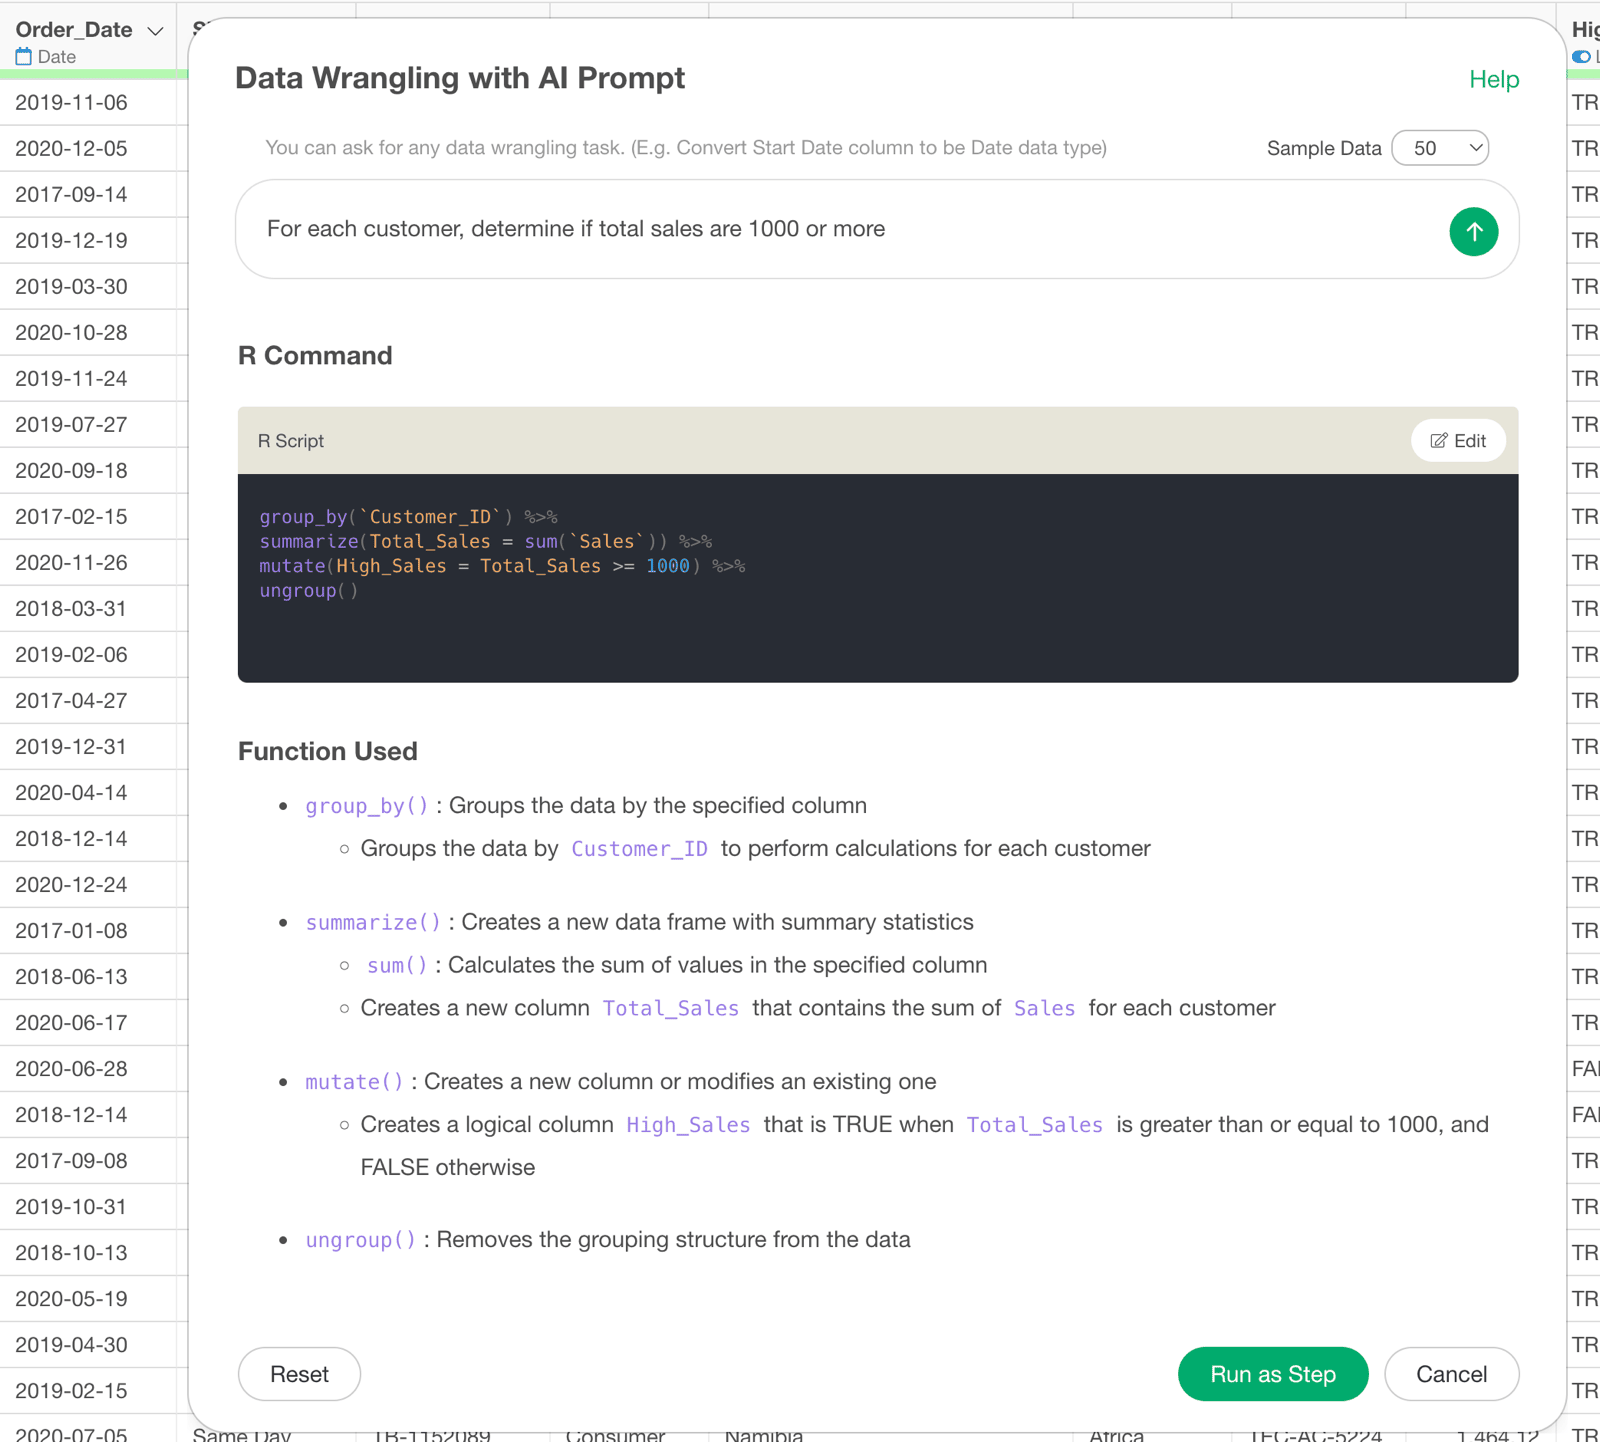 Order_Date
Date
Data Wrangling with AI Prompt
Help
You can ask for any data wrangling task. (E.g. Convert Start Date column to be Date data type)
Sample Data 50
For each customer, determine if total sales are 1000 or more
R Command
R Script
Edit
group_by(`Customer_ID`) %>%
summarize(Total_Sales = sum(`Sales`)) %>%
mutate(High_Sales = Total_Sales >= 1000) %>%
ungroup()
Function Used
group_by() : Groups the data by the specified column
Groups the data by Customer_ID to perform calculations for each customer
summarize() : Creates a new data frame with summary statistics
sum() : Calculates the sum of values in the specified column
Creates a new column Total_Sales that contains the sum of Sales for each customer
mutate() : Creates a new column or modifies an existing one
Creates a logical column High_Sales that is TRUE when Total_Sales is greater than or equal to 1000, and
FALSE otherwise
ungroup() : Removes the grouping structure from the data
Reset
Run as Step
Cancel
2019-11-06
2020-12-05
2017-09-14
2019-12-19
2019-03-30
2020-10-28
2019-11-24
2019-07-27
2020-09-18
2017-02-15
2020-11-26
2018-03-31
2019-02-06
2017-04-27
2019-12-31
2020-04-14
2018-12-14
2020-12-24
2017-01-08
2018-06-13
2020-06-17
2020-06-28
2018-12-14
2017-09-08
2019-10-31
2018-10-13
2020-05-19
2019-04-30
2019-02-15
2020-07-05 Same Day TB-1152089 Consumer Namibia Africa TEC-AC-5224 1,464.12